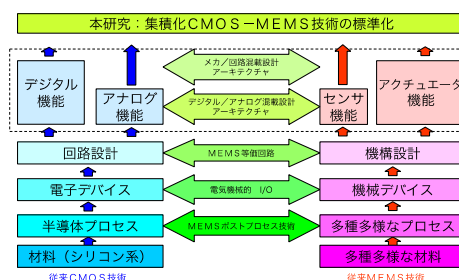 本研究：集積化CMOS－MEMS技術の標準化
メカ／回路混載設計
アーキテクチャ
デジタル
機能
アナログ
機能
デジタル／アナログ混載設計
アーキテクチャ
センサ
機能
アクチュエータ
機能
回路設計
MEMS等価回路
機構設計
電子デバイス
電気機械的 I/O
機械デバイス
半導体プロセス
MEMSポストプロセス技術
多種多様なプロセス
材料（シリコン系）
多種多様な材料
従来CMOS技術
従来MEMS技術